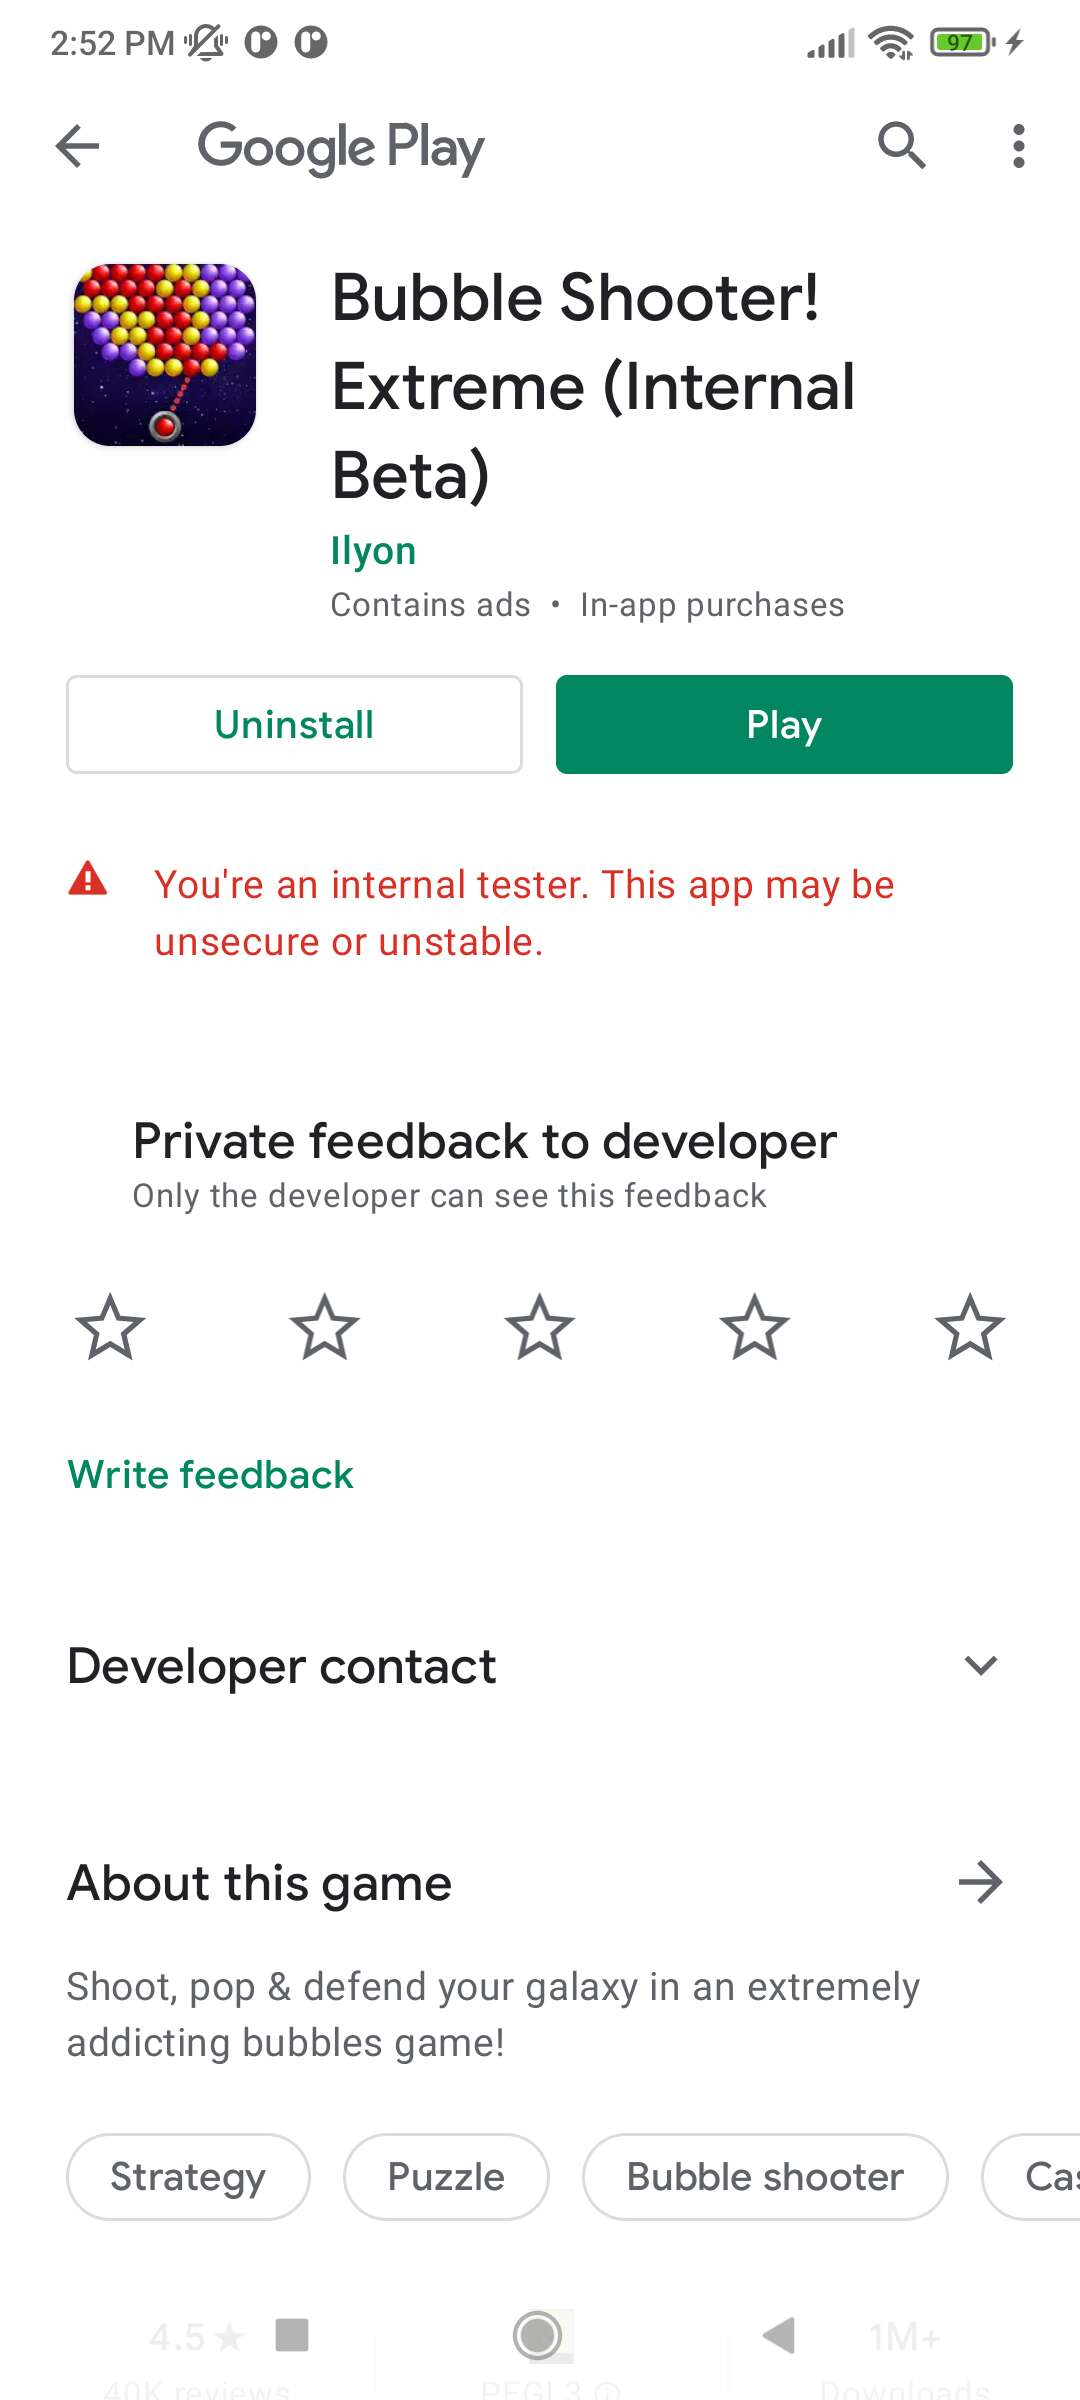 2:52 PM
97
Google Play
Bubble Shooter!
Extreme (Internal
Beta)
Ilyon
Contains ads • In-app purchases
Uninstall
Play
You're an internal tester. This app may be
unsecure or unstable.
Private feedback to developer
Only the developer can see this feedback
Write feedback
Developer contact
About this game
Shoot, pop & defend your galaxy in an extremely
addicting bubbles game!
Strategy
Puzzle
Bubble shooter
Cas
4.5★
1M+
40K reviews
PEGI 3
Downloads